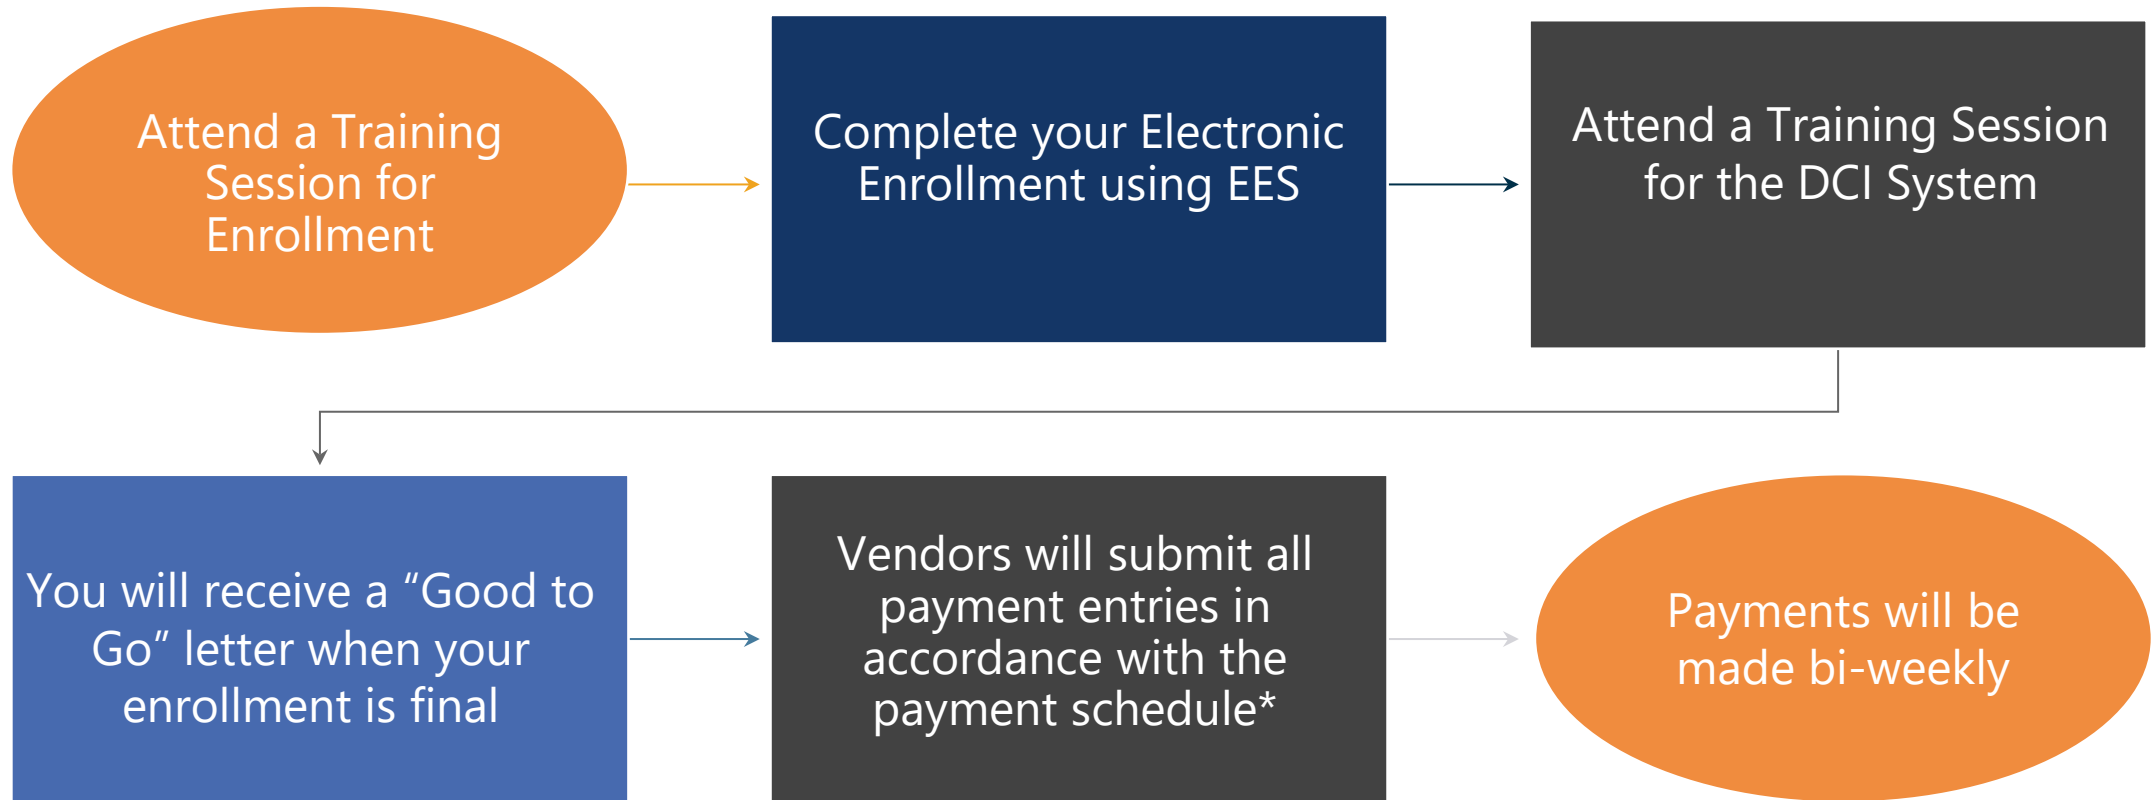 Attend a Training
Session for
Enrollment
Complete your Electronic
Enrollment using EES
Attend a Training Session
for the DCI System
You will receive a “Good to
Go” letter when your
enrollment is final
Vendors will submit all
payment entries in
accordance with the
payment schedule*
Payments will be
made bi-weekly